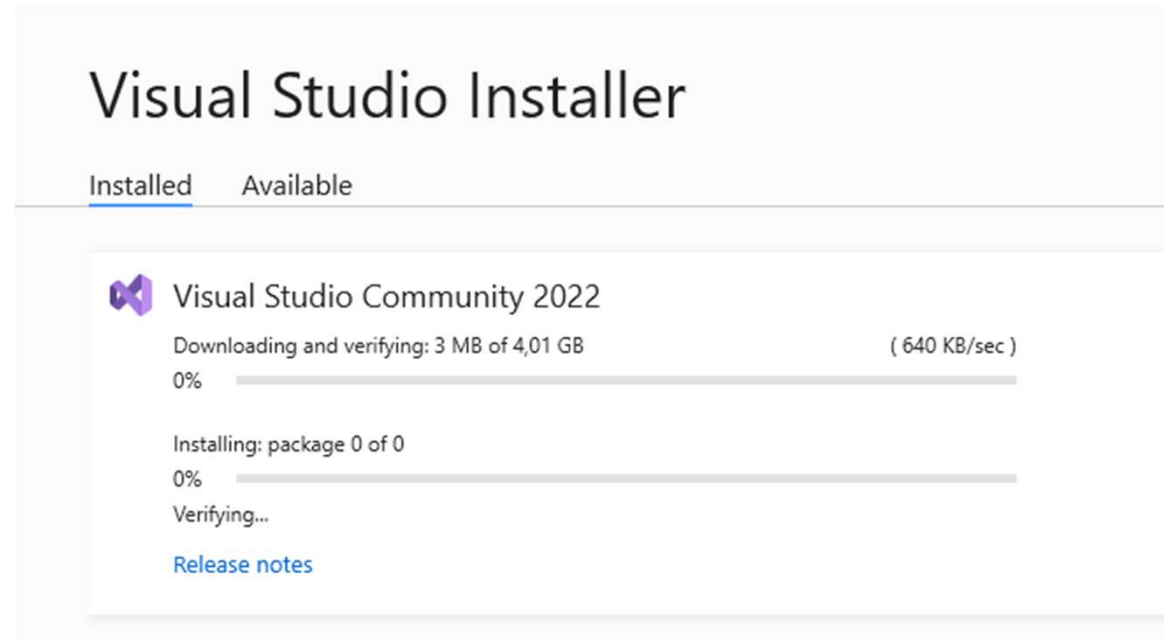 Visual Studio Installer
Installed Available
Visual Studio Community 2022
Downloading and verifying: 3 MB of 4,01 GB ( 640 KB/sec )
0%
Installing: package 0 of 0
0%
Verifying...
Release notes